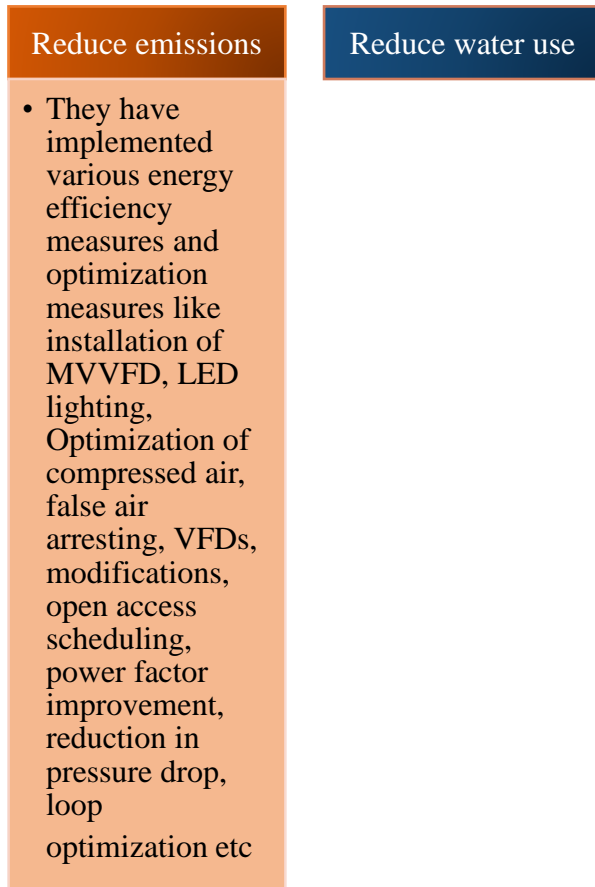 Reduce emissions
Reduce water use
• They have
implemented
various energy
efficiency
measures and
optimization
measures like
installation of
MVVFD, LED
lighting,
Optimization of
compressed air,
false air
arresting, VFDs,
modifications,
open access
scheduling,
power factor
improvement,
reduction in
pressure drop,
loop
optimization etc